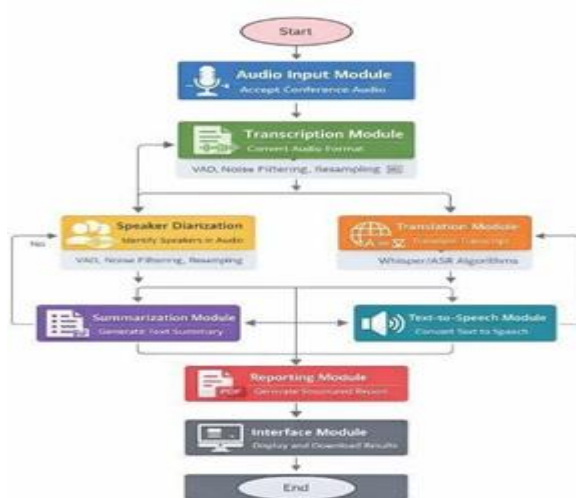 Start
Audio Input Module
Accept Conference Audio
Transcription Module
Convert Audio Format
VAD, Noise Filtering, Resampling
Speaker Diarization
Identify Speakers in Audio
VAD, Noise Filtering, Resampling
No
Translation Module
Translate Transcript
Whisper/ASR Algorithms
Summarization Module
Generate Text Summary
Text-to-Speech Module
Convert Text to Speech
Reporting Module
Generate Structured Report
PDF
Interface Module
Display and Download Results
End